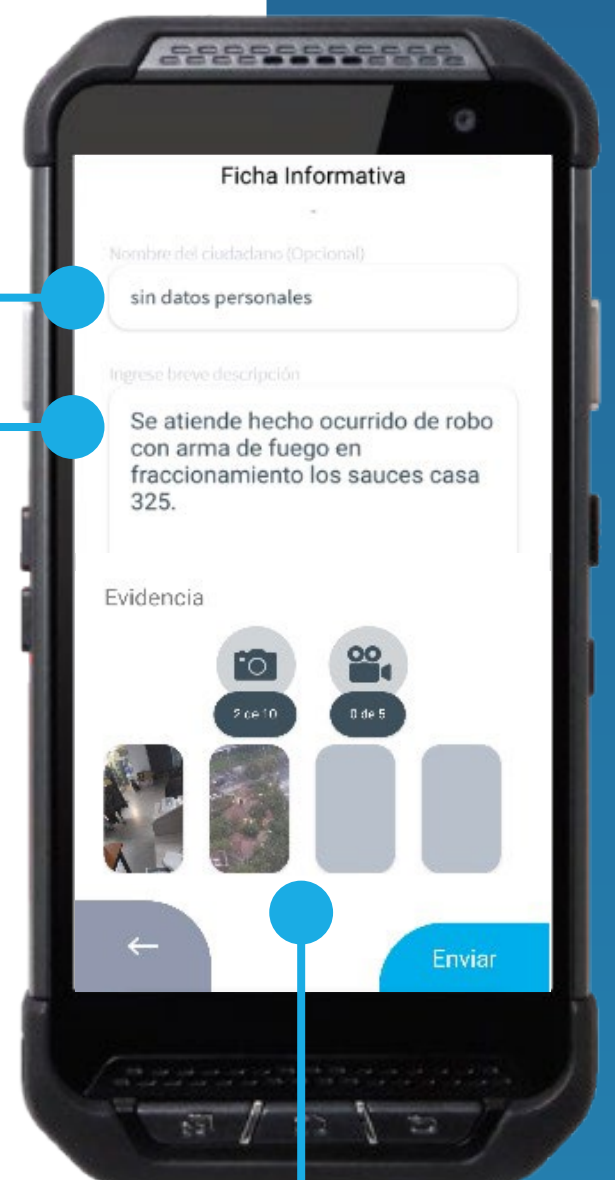 Ficha Informativa
Nombre del ciudadano (Opcional)
sin datos personales
Ingrese breve descripción
Se atiende hecho ocurrido de robo
con arma de fuego en
fraccionamiento los sauces casa
325.
Evidencia
2 de 10
0 de 5
Enviar